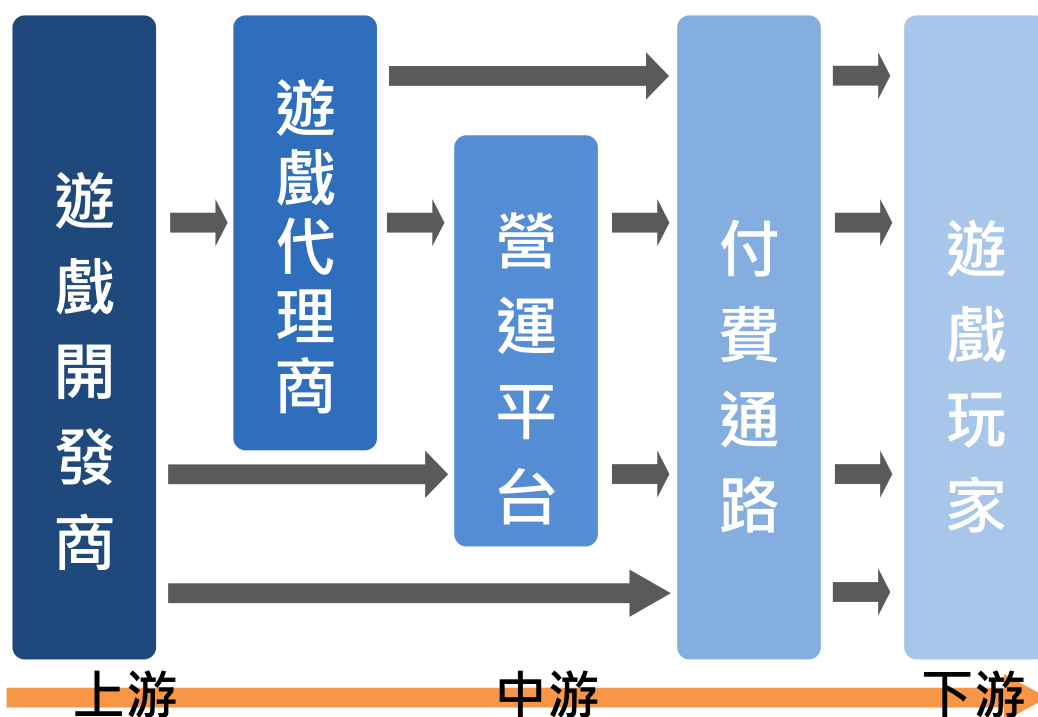 遊戲開發商
遊戲代理商
營運平台
付費通路
遊戲玩家
上游
中游
下游